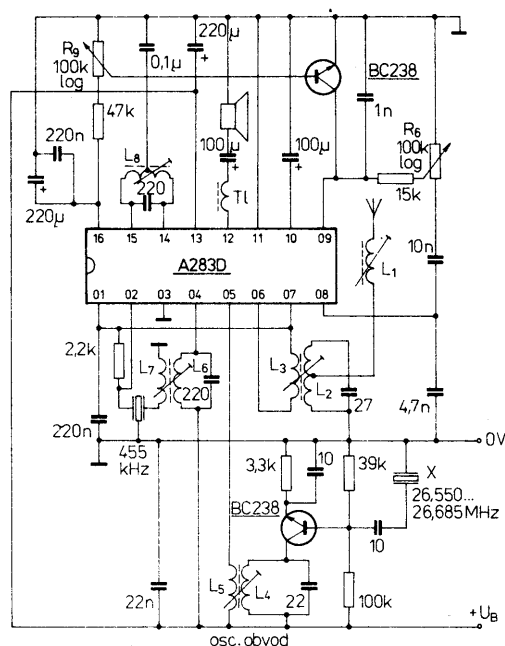 220µ
R9
100k
log
0,1µ
BC238
47k
1n
R6
100k
log
220n
L8
100µ
100µ
220
15k
Tl
220µ
10n
L1
16 15 14 13 12 11 10 09
A283D
01 02 03 04 05 06 07 08
2,2k
L7
L6
220
L3
L2
27
4,7n
220n
455
kHz
0V
3,3k
10
39k
X
26,550...
26,685MHz
BC238
10
22n
L5
L4
22
100k
+UB
osc. obvod